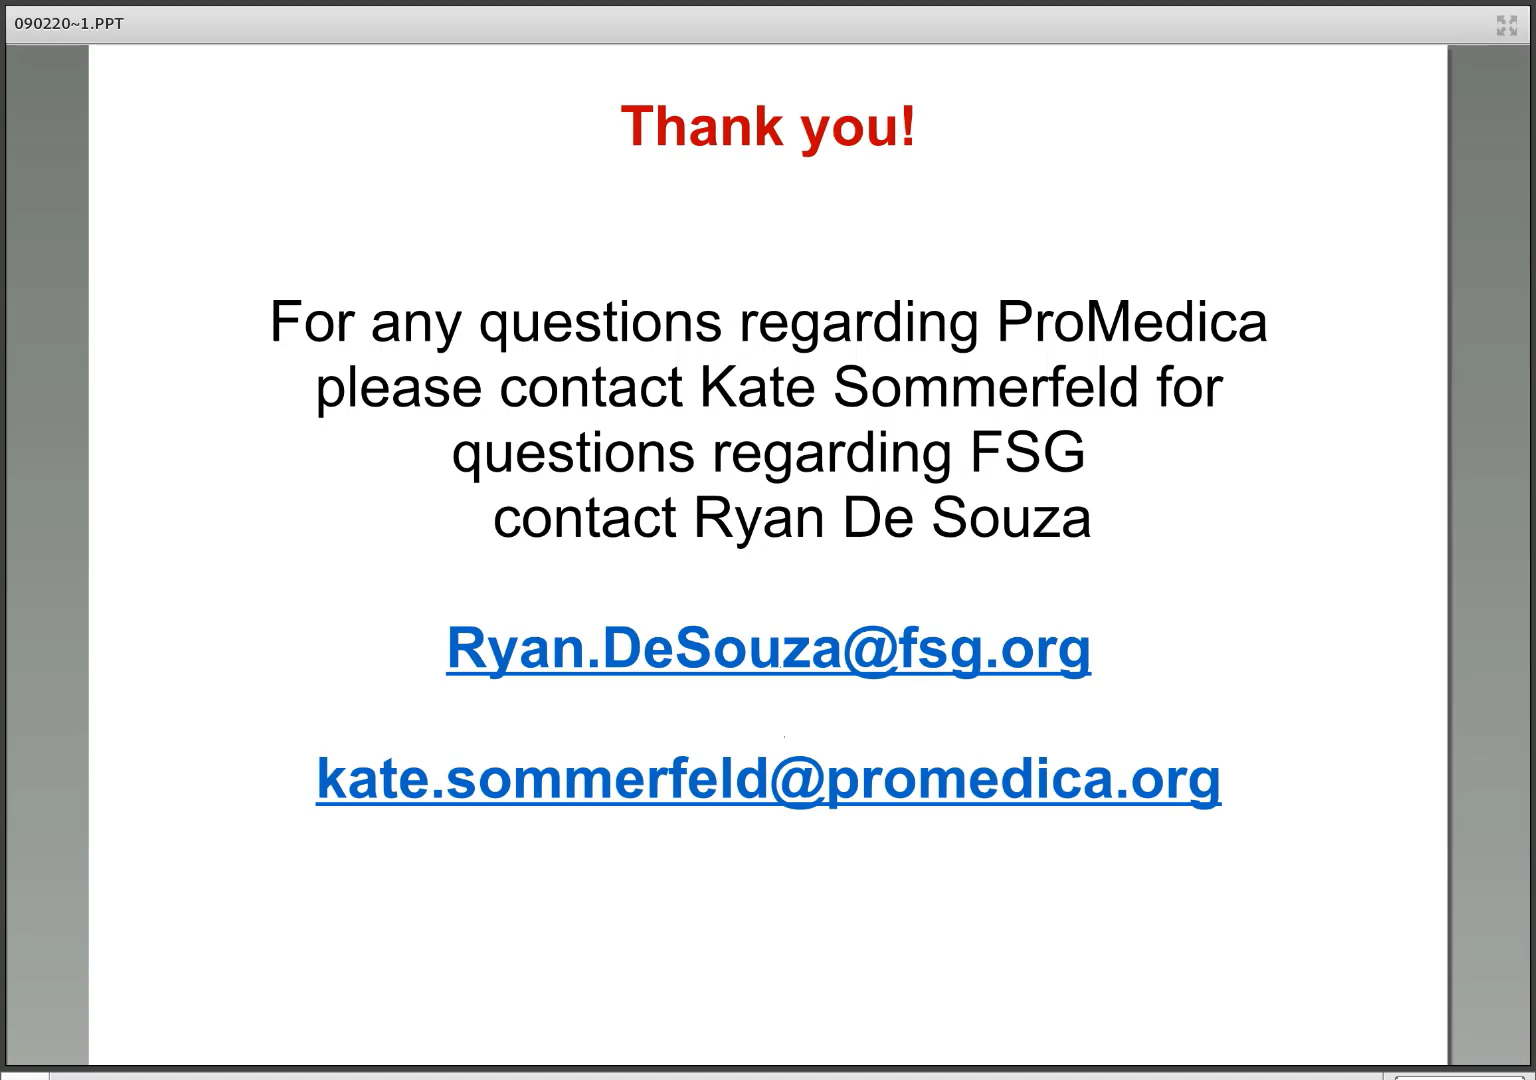 090220~1.PPT
Thank you!
For any questions regarding ProMedica
please contact Kate Sommerfeld for
questions regarding FSG
contact Ryan De Souza
Ryan.DeSouza@fsg.org
kate.sommerfeld@promedica.org